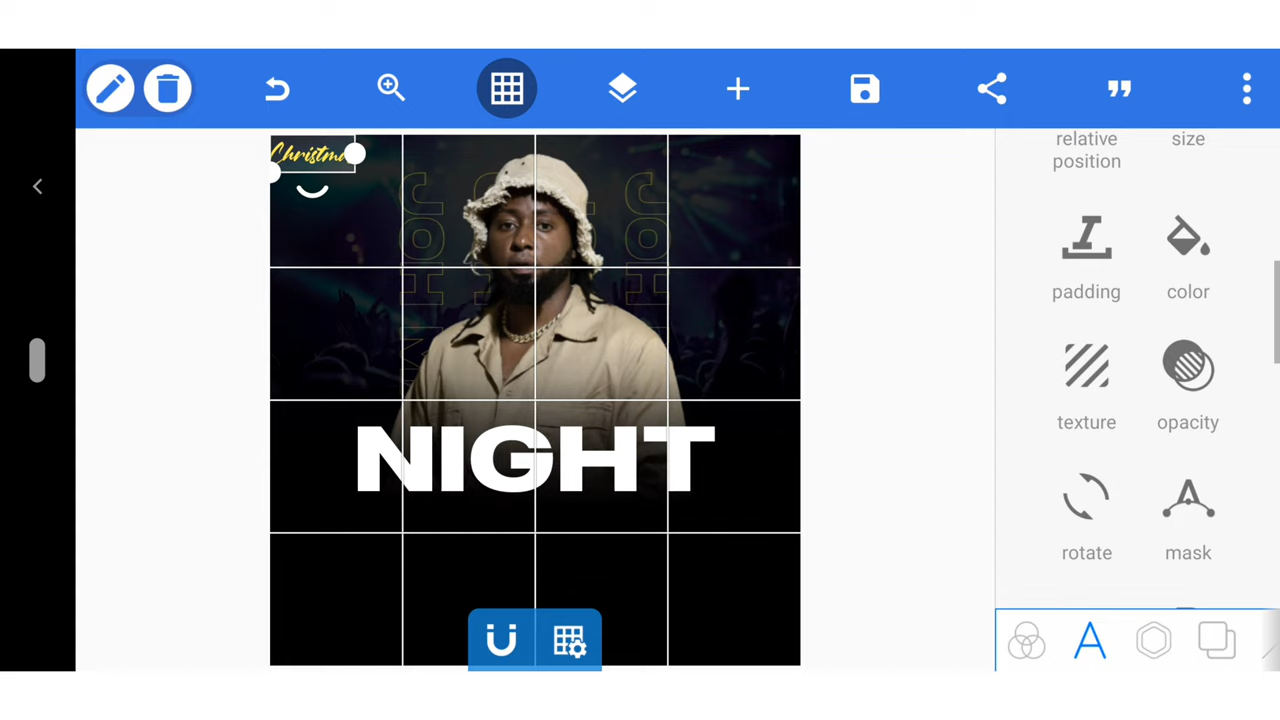 Christma
relative
position
size
padding
color
texture
opacity
NIGHT
rotate
mask